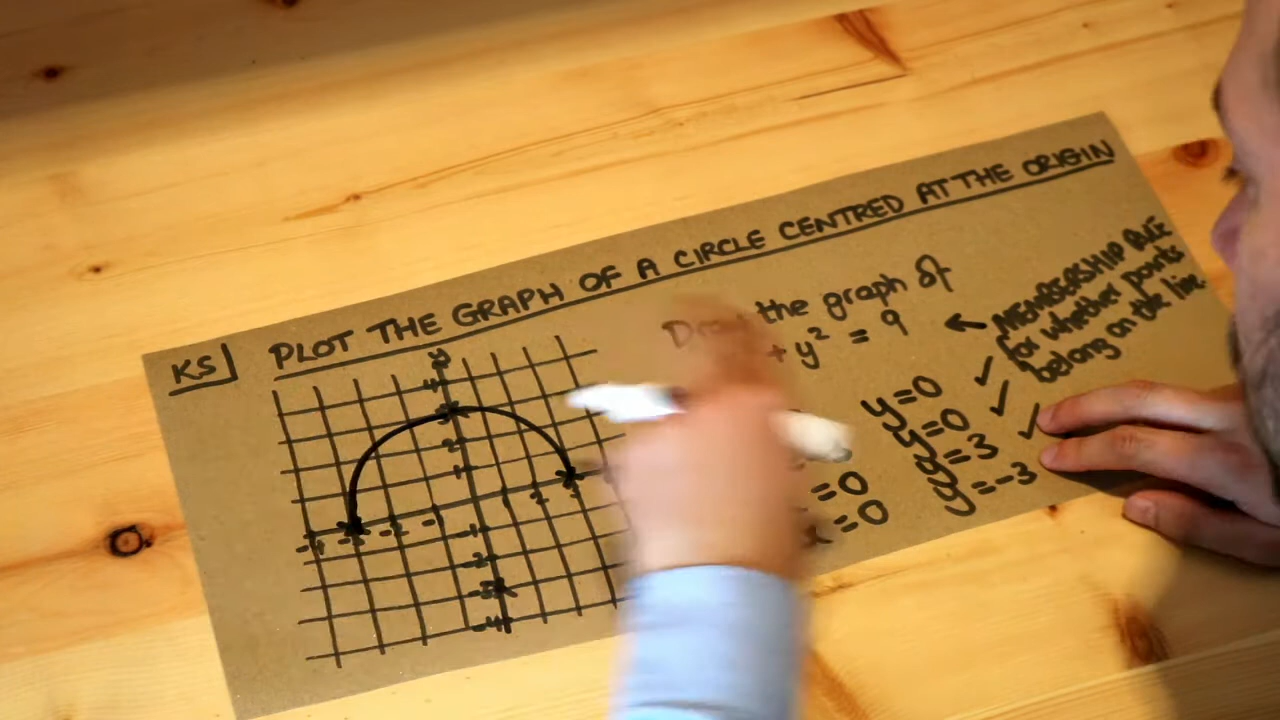 KS
PLOT THE GRAPH OF A CIRCLE CENTRED AT THE ORIGIN
the graph of
+ y² = 9
← MEMBERSHIP RULE
for whether points
belong on the line.
y=0 ✓
=0 ✓
=3 ✓
=-3
=0
x =0
y
4
3
2
1
-4 -3 -2 -1 2 3
-1
-2
-3
-4